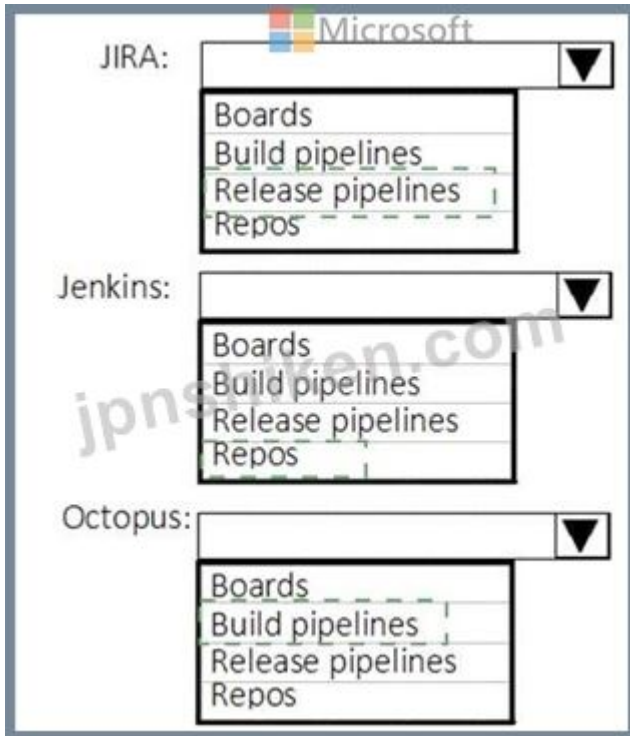 Microsoft
JIRA:
Boards
Build pipelines
Release pipelines
Repos
Jenkins:
Boards
Build pipelines
Release pipelines
Repos
jpnshiken.com
Octopus:
Boards
Build pipelines
Release pipelines
Repos